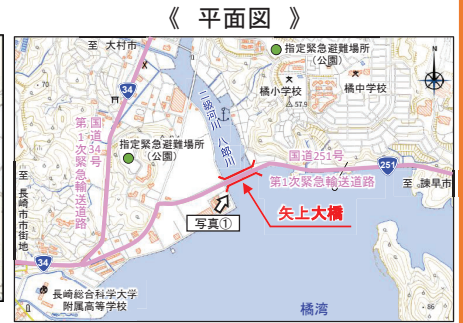 《 平面図 》
至 大村市
指定緊急避難場所
（公園）
34
橘小学校
橘中学校
N
57.9
70
二級河川 八郎川
国道34号
第1次緊急輸送道路
指定緊急避難場所
（公園）
国道251号
251
第1次緊急輸送道路
至 諫早市
至 長崎市市街地
写真①
矢上大橋
34
長崎総合科学大学
附属高等学校
橘湾